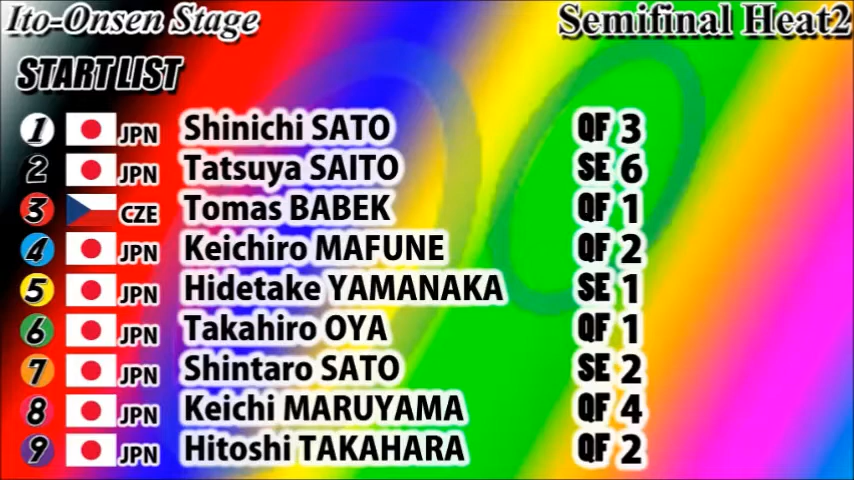 Ito-Onsen Stage
Semifinal Heat2
START LIST
1 JPN Shinichi SATO QF 3
2 JPN Tatsuya SAITO SE 6
3 CZE Tomas BABEK QF 1
4 JPN Keichiro MAFUNE QF 2
5 JPN Hidetake YAMANAKA SE 1
6 JPN Takahiro OYA QF 1
7 JPN Shintaro SATO SE 2
8 JPN Keichi MARUYAMA QF 4
9 JPN Hitoshi TAKAHARA QF 2